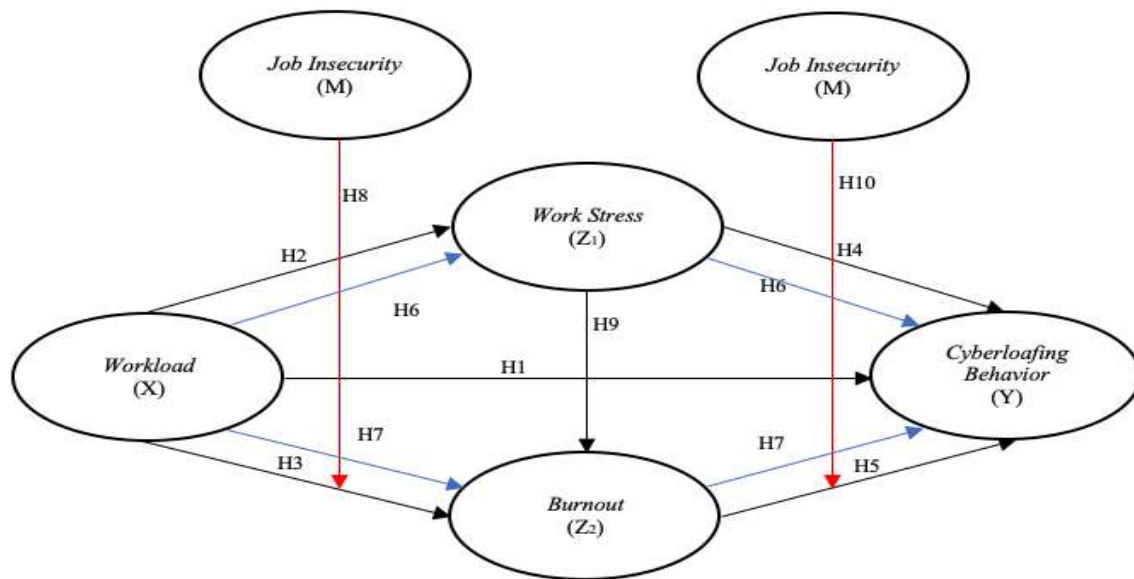 Job Insecurity
(M)
Job Insecurity
(M)
H8
H10
Work Stress
(Z₁)
H2
H4
H6
H6
H9
Workload
(X)
H1
Cyberloafing
Behavior
(Y)
H7
H3
H7
H5
Burnout
(Z₂)